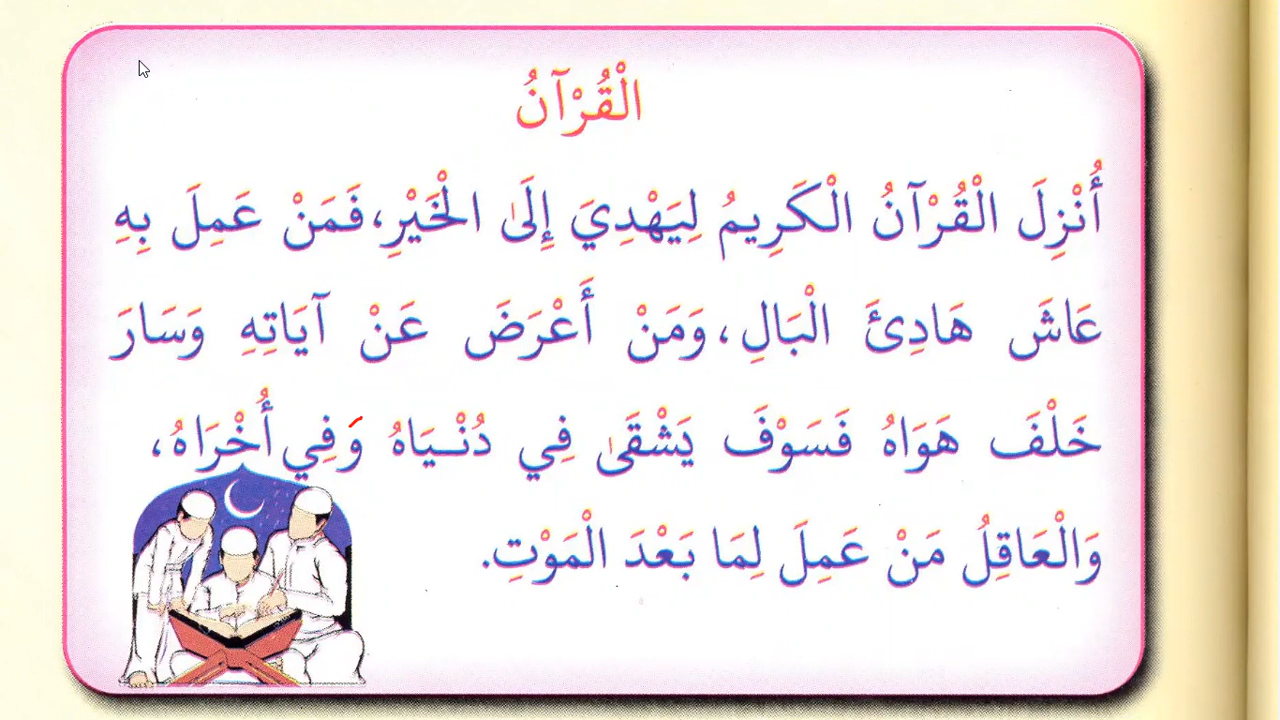 الْقُرْآنُ
أُنْزِلَ الْقُرْآنُ الْكَرِيمُ لِيَهْدِيَ إِلَى الْخَيْرِ، فَمَنْ عَمِلَ بِهِ
عَاشَ هَادِئَ الْبَالِ، وَمَنْ أَعْرَضَ عَنْ آيَاتِهِ وَسَارَ
خَلْفَ هَوَاهُ فَسَوْفَ يَشْقَى فِي دُنْيَاهُ وَفِي أُخْرَاهُ،
وَالْعَاقِلُ مَنْ عَمِلَ لِمَا بَعْدَ الْمَوْتِ.